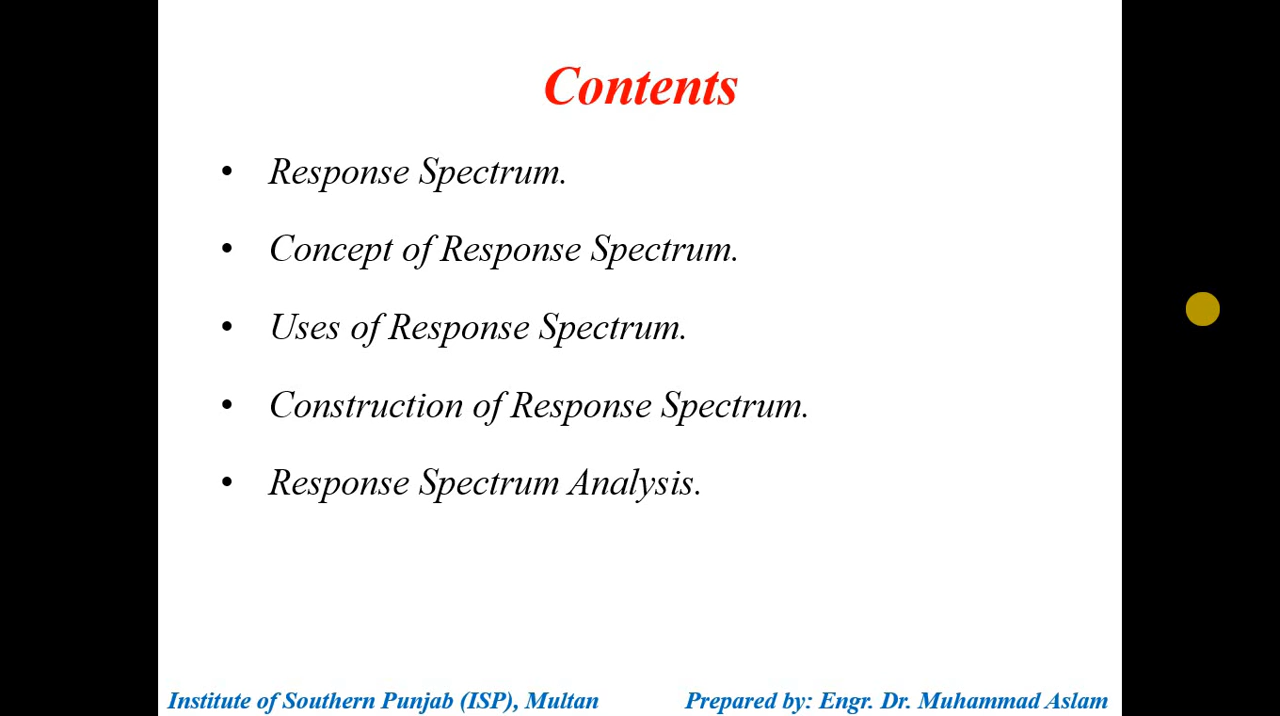 Contents
• Response Spectrum.
• Concept of Response Spectrum.
• Uses of Response Spectrum.
• Construction of Response Spectrum.
• Response Spectrum Analysis.
Institute of Southern Punjab (ISP), Multan
Prepared by: Engr. Dr. Muhammad Aslam